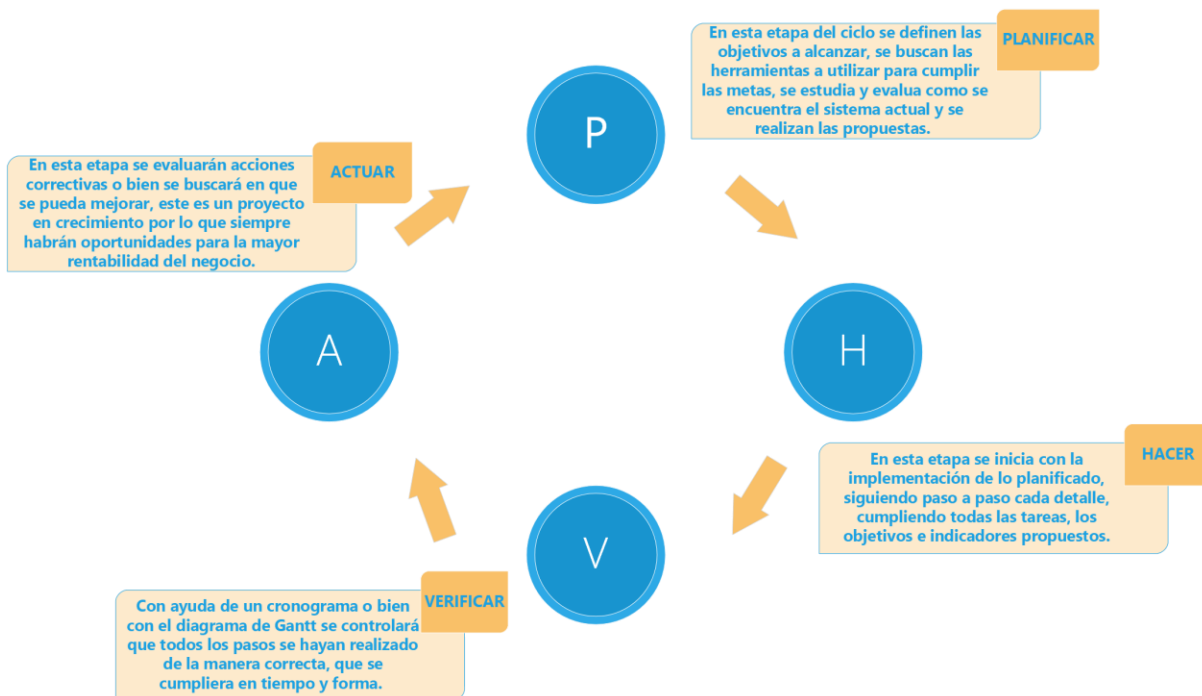 PLANIFICAR
En esta etapa del ciclo se definen las
objetivos a alcanzar, se buscan las
herramientas a utilizar para cumplir
las metas, se estudia y evalua como se
encuentra el sistema actual y se
realizan las propuestas.
P
ACTUAR
En esta etapa se evaluarán acciones
correctivas o bien se buscará en que
se pueda mejorar, este es un proyecto
en crecimiento por lo que siempre
habrán oportunidades para la mayor
rentabilidad del negocio.
A
H
HACER
En esta etapa se inicia con la
implementación de lo planificado,
siguiendo paso a paso cada detalle,
cumpliendo todas las tareas, los
objetivos e indicadores propuestos.
V
VERIFICAR
Con ayuda de un cronograma o bien
con el diagrama de Gantt se controlará
que todos los pasos se hayan realizado
de la manera correcta, que se
cumpliera en tiempo y forma.